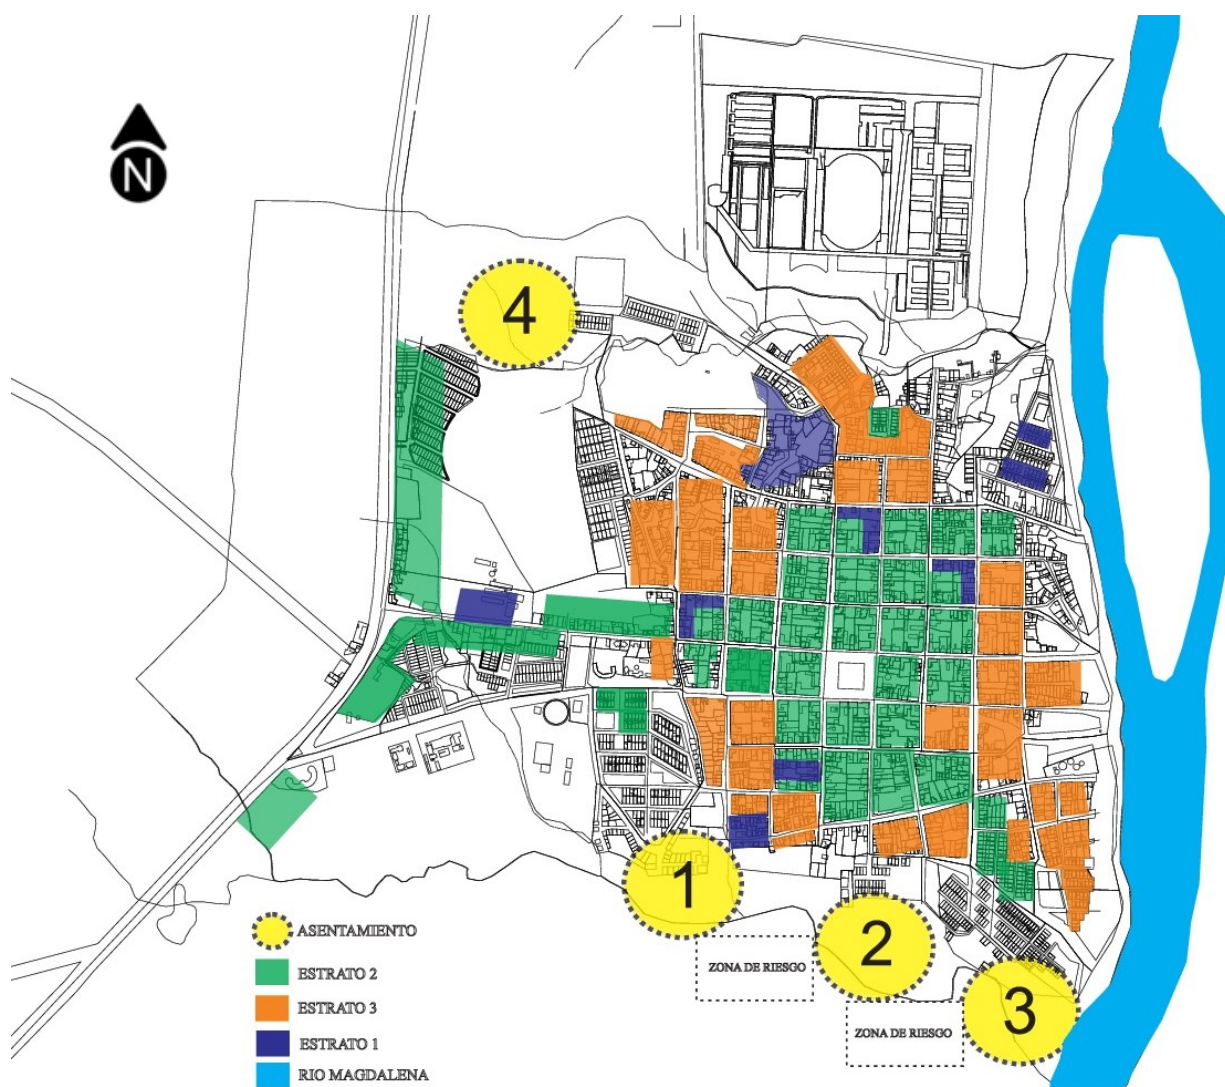 N
4
1
2
3
ZONA DE RIESGO
ZONA DE RIESGO
ASENTAMIENTO
ESTRATO 2
ESTRATO 3
ESTRATO 1
RIO MAGDALENA